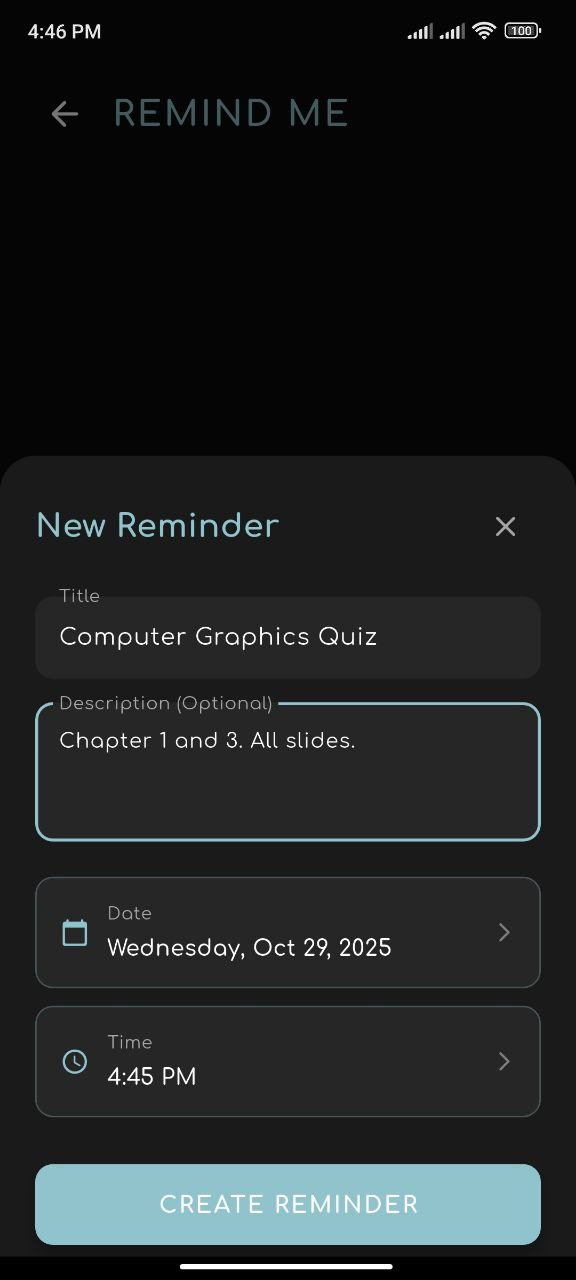 4:46 PM
100
REMIND ME
New Reminder
Title
Computer Graphics Quiz
Description (Optional)
Chapter 1 and 3. All slides.
Date
Wednesday, Oct 29, 2025
Time
4:45 PM
CREATE REMINDER